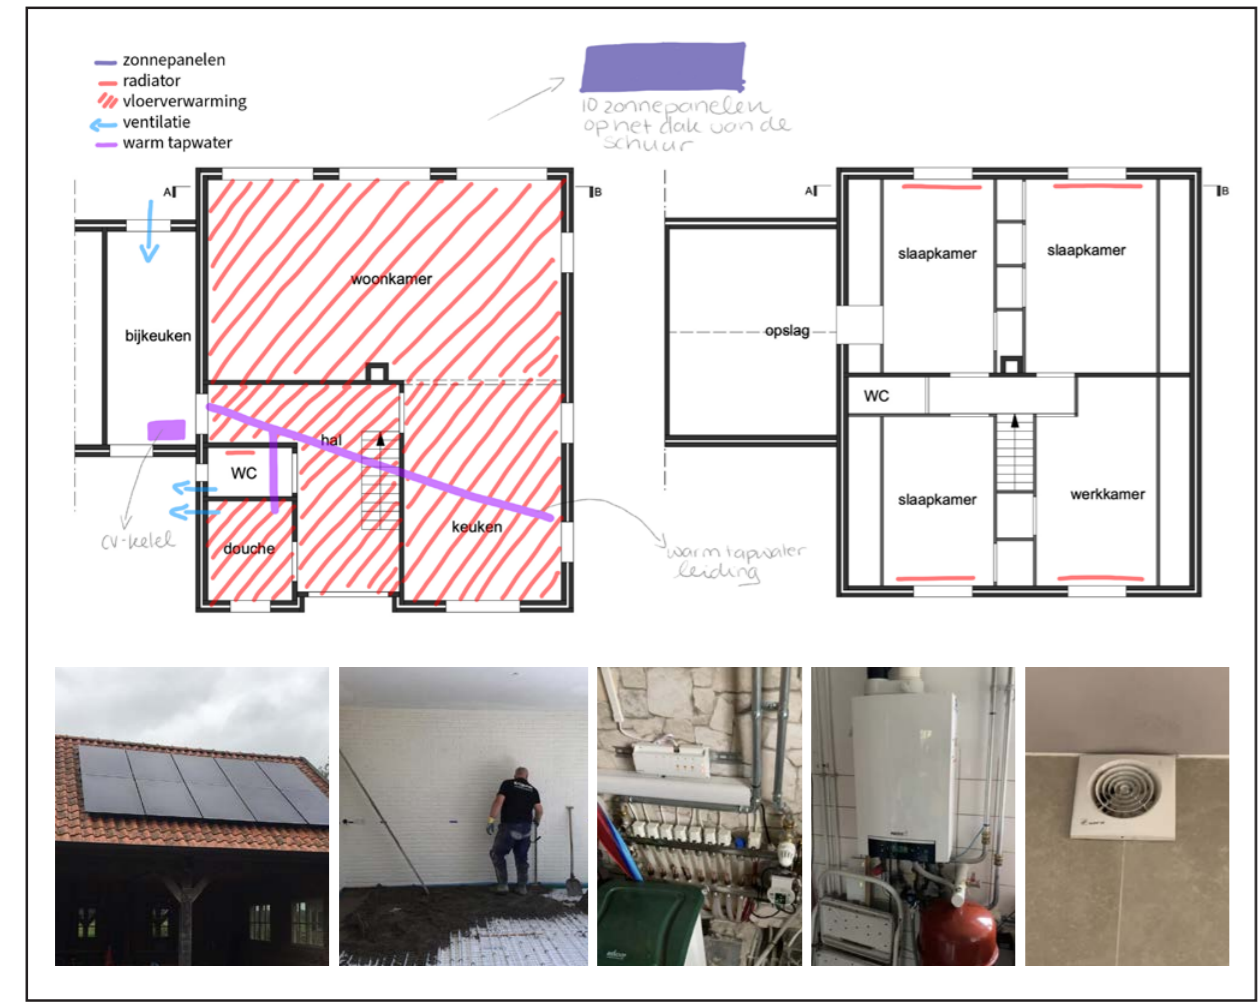 zonnepanelen
radiator
vloerverwarming
ventilatie
warm tapwater
10 zonnepanelen
op het dak van de
schuur
A
B
woonkamer
bijkeuken
hal
WC
douche
keuken
cv-ketel
warm tapwater
leiding
A
B
slaapkamer
slaapkamer
opslag
WC
slaapkamer
werkkamer